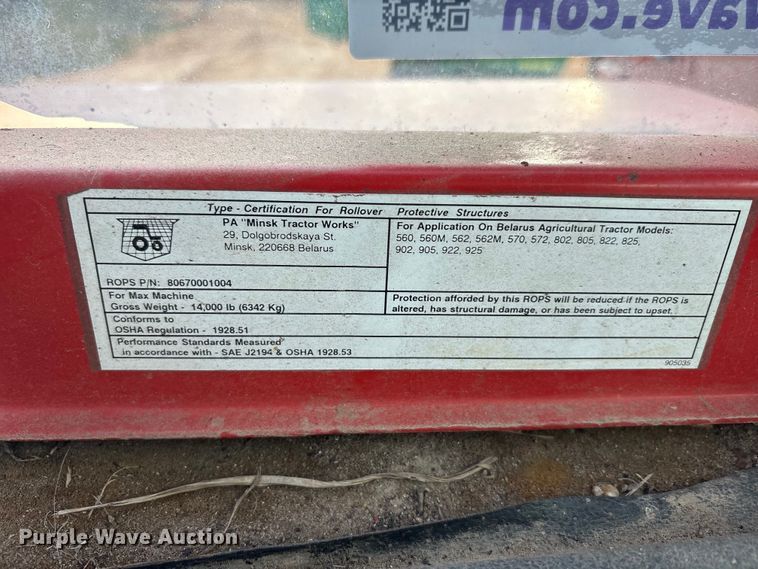 wave.com
Type - Certification For Rollover Protective Structures
PA "Minsk Tractor Works"
29, Dolgobrodskaya St.
Minsk, 220668 Belarus
ROPS P/N: 80670001004
For Max Machine
Gross Weight - 14,000 lb (6342 Kg)
Conforms to
OSHA Regulation - 1928.51
Performance Standards Measured
in accordance with - SAE J2194 & OSHA 1928.53
For Application On Belarus Agricultural Tractor Models:
560, 560M, 562, 562M, 570, 572, 802, 805, 822, 825,
902, 905, 922, 925
Protection afforded by this ROPS will be reduced if the ROPS is
altered, has structural damage, or has been subject to upset.
905035
Purple Wave Auction